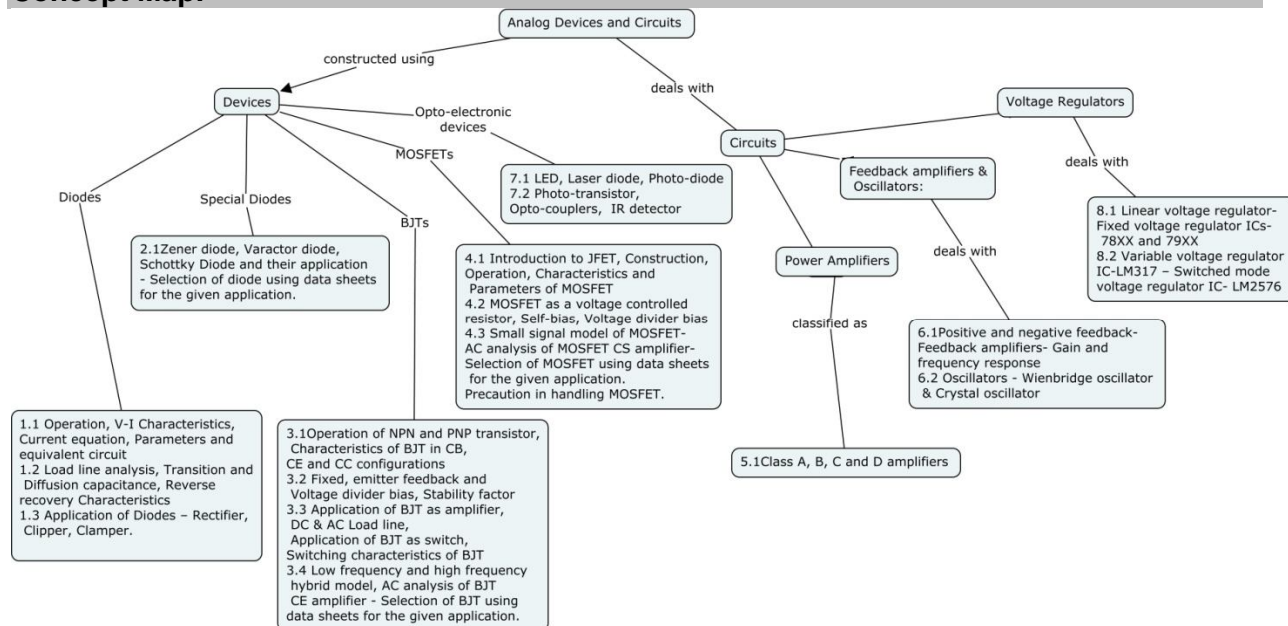 Concept Map:
Analog Devices and Circuits
constructed using
deals with
Devices
Opto-electronic
devices
Voltage Regulators
Circuits
MOSFETs
deals with
7.1 LED, Laser diode, Photo-diode
7.2 Photo-transistor,
Opto-couplers, IR detector
Feedback amplifiers &
Oscillators:
Diodes
Special Diodes
BJTs
8.1 Linear voltage regulator-
Fixed voltage regulator ICs-
78XX and 79XX
8.2 Variable voltage regulator
IC-LM317 – Switched mode
voltage regulator IC- LM2576
2.1Zener diode, Varactor diode,
Schottky Diode and their application
- Selection of diode using data sheets
for the given application.
4.1 Introduction to JFET, Construction,
Operation, Characteristics and
Parameters of MOSFET
4.2 MOSFET as a voltage controlled
resistor, Self-bias, Voltage divider bias
4.3 Small signal model of MOSFET-
AC analysis of MOSFET CS amplifier-
Selection of MOSFET using data sheets
for the given application.
Precaution in handling MOSFET.
deals with
Power Amplifiers
classified as
6.1Positive and negative feedback-
Feedback amplifiers- Gain and
frequency response
6.2 Oscillators - Wienbridge oscillator
& Crystal oscillator
1.1 Operation, V-I Characteristics,
Current equation, Parameters and
equivalent circuit
1.2 Load line analysis, Transition and
Diffusion capacitance, Reverse
recovery Characteristics
1.3 Application of Diodes – Rectifier,
Clipper, Clamper.
3.1Operation of NPN and PNP transistor,
Characteristics of BJT in CB,
CE and CC configurations
3.2 Fixed, emitter feedback and
Voltage divider bias, Stability factor
3.3 Application of BJT as amplifier,
DC & AC Load line,
Application of BJT as switch,
Switching characteristics of BJT
3.4 Low frequency and high frequency
hybrid model, AC analysis of BJT
CE amplifier - Selection of BJT using
data sheets for the given application.
5.1Class A, B, C and D amplifiers